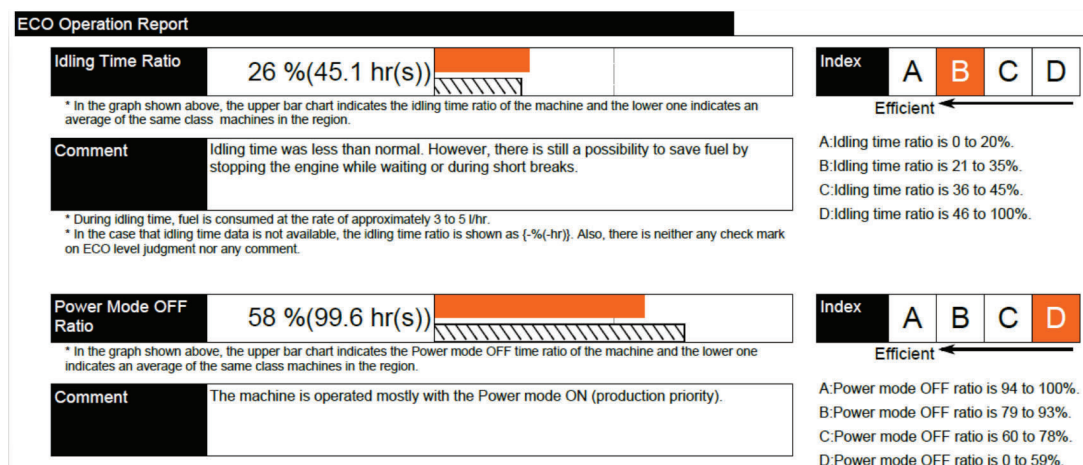 ECO Operation Report
Idling Time Ratio
26 %(45.1 hr(s))
* In the graph shown above, the upper bar chart indicates the idling time ratio of the machine and the lower one indicates an
average of the same class machines in the region.
Index
A B C D
Efficient
Comment
Idling time was less than normal. However, there is still a possibility to save fuel by
stopping the engine while waiting or during short breaks.
A:Idling time ratio is 0 to 20%.
B:Idling time ratio is 21 to 35%.
C:Idling time ratio is 36 to 45%.
D:Idling time ratio is 46 to 100%.
* During idling time, fuel is consumed at the rate of approximately 3 to 5 l/hr.
* In the case that idling time data is not available, the idling time ratio is shown as {-%(-hr)}. Also, there is neither any check mark
on ECO level judgment nor any comment.
Power Mode OFF
Ratio
58 %(99.6 hr(s))
* In the graph shown above, the upper bar chart indicates the Power mode OFF time ratio of the machine and the lower one
indicates an average of the same class machines in the region.
Index
A B C D
Efficient
Comment
The machine is operated mostly with the Power mode ON (production priority).
A:Power mode OFF ratio is 94 to 100%.
B:Power mode OFF ratio is 79 to 93%.
C:Power mode OFF ratio is 60 to 78%.
D:Power mode OFF ratio is 0 to 59%.